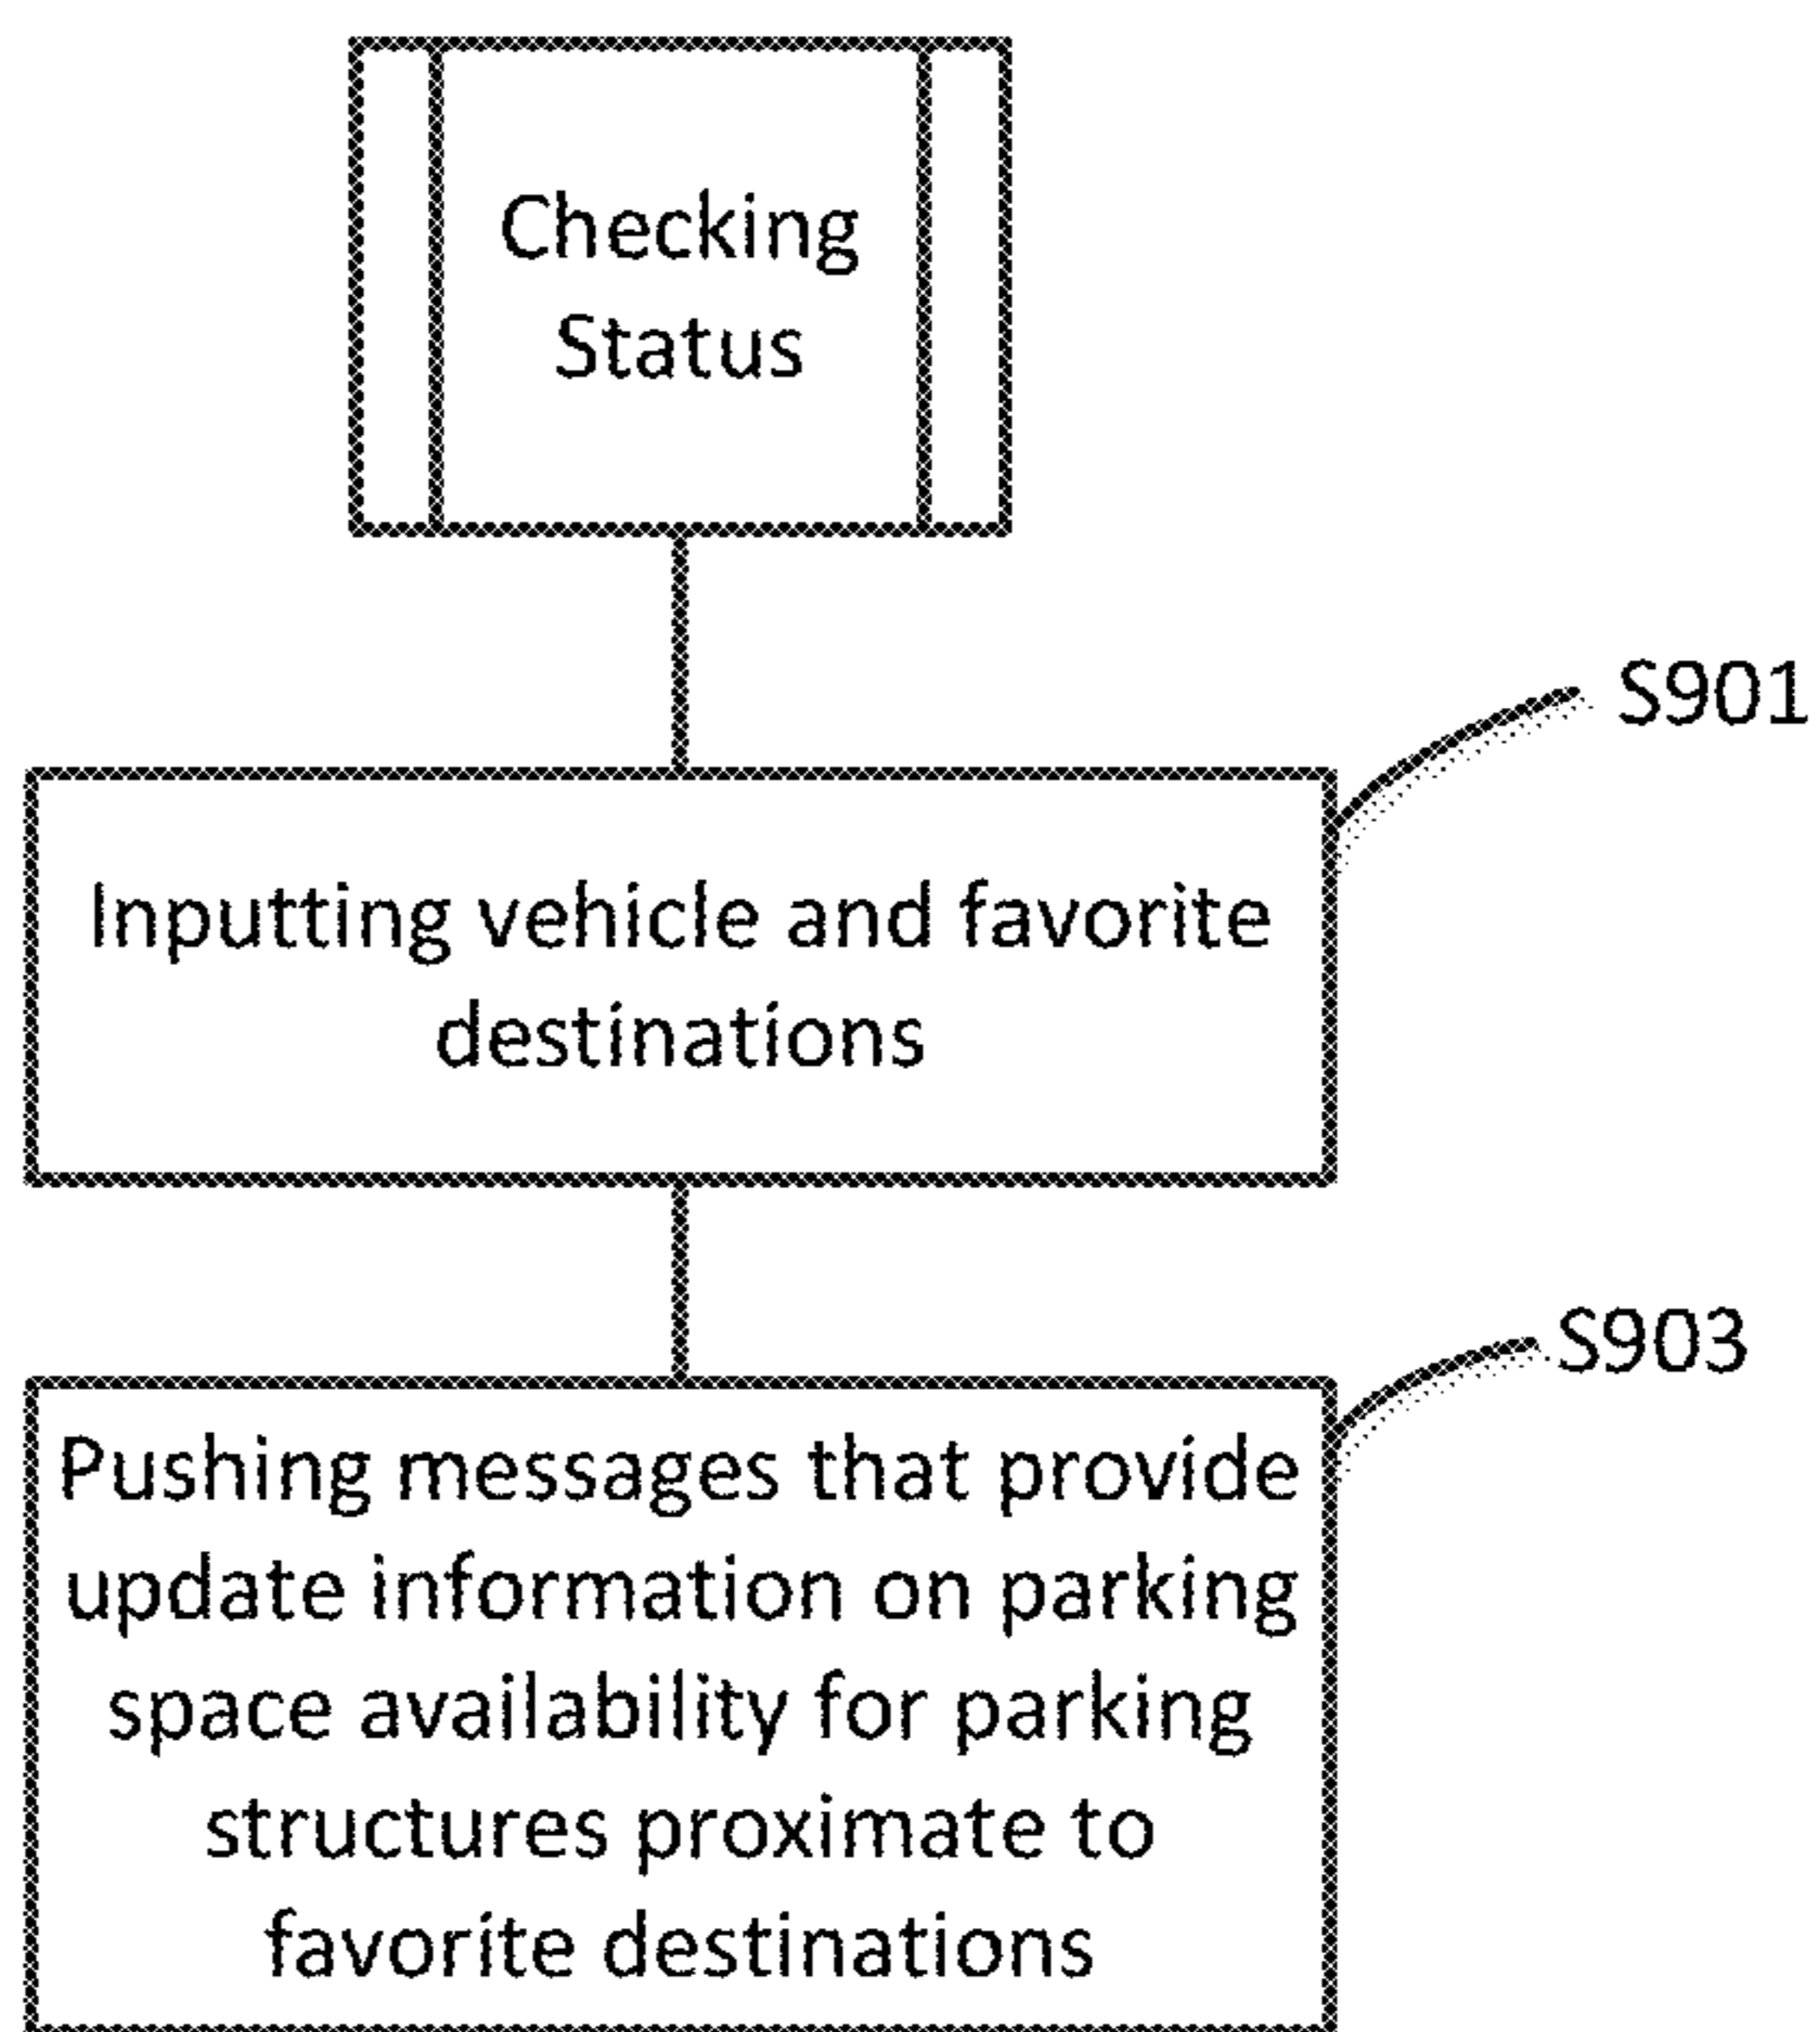 Checking
Status
S901
Inputting vehicle and favorite
destinations
S903
Pushing messages that provide
update information on parking
space availability for parking
structures proximate to
favorite destinations